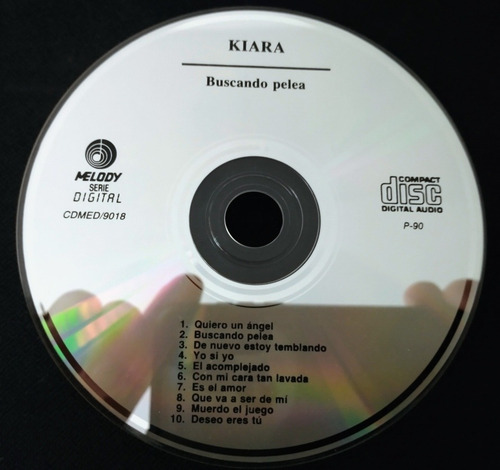 KIARA
Buscando pelea
MELODY
SERIE
DIGITAL
CDMED/9018
COMPACT
disc
DIGITAL AUDIO
P-90
1. Quiero un ángel
2. Buscando pelea
3. De nuevo estoy temblando
4. Yo si yo
5. El acomplejado
6. Con mi cara tan lavada
7. Es el amor
8. Que va a ser de mí
9. Muerdo el juego
10. Deseo eres tú